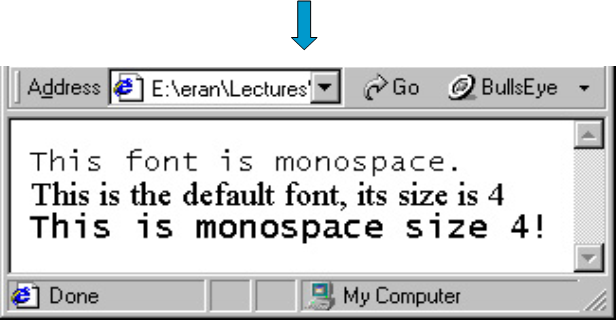 Address E:\eran\Lectures' Go BullsEye
This font is monospace.
This is the default font, its size is 4
This is monospace size 4!
Done My Computer